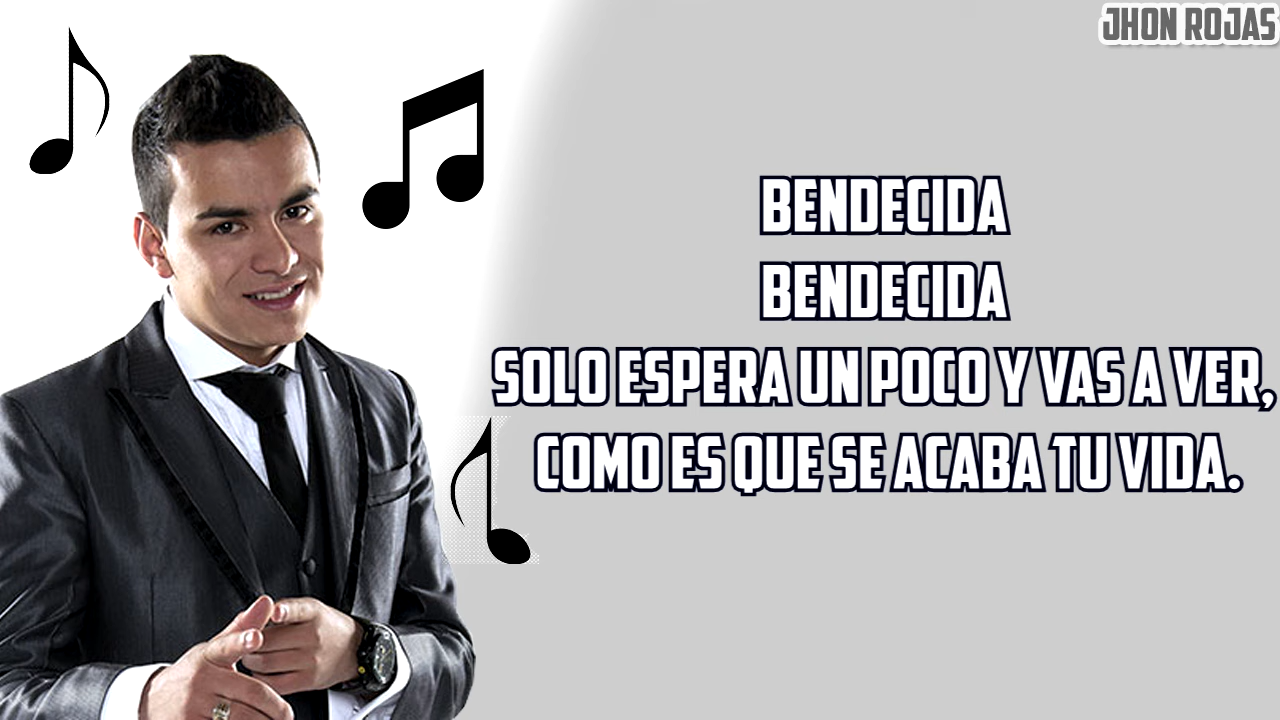 JHON ROJAS
BENDECIDA
BENDECIDA
SOLO ESPERA UN POCO Y VAS A VER,
COMO ES QUE SE ACABA TU VIDA.